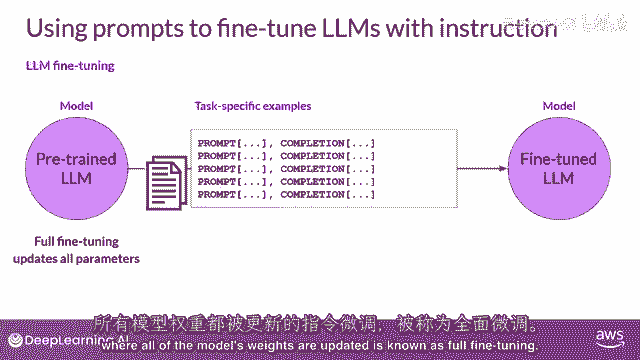 Using prompts to fine-tune LLMs with instruction
LLM fine-tuning
Model
Task-specific examples
Model
Pre-trained
LLM
PROMPT[...], COMPLETION[...]
PROMPT[...], COMPLETION[...]
PROMPT[...], COMPLETION[...]
PROMPT[...], COMPLETION[...]
PROMPT[...], COMPLETION[...]
Fine-tuned
LLM
Full fine-tuning
updates all parameters
所有模型权重都被更新的指令微调，被称为全面微调。
where all of the model's weights are updated is known as full fine-tuning.
DeepLearning.AI
aws